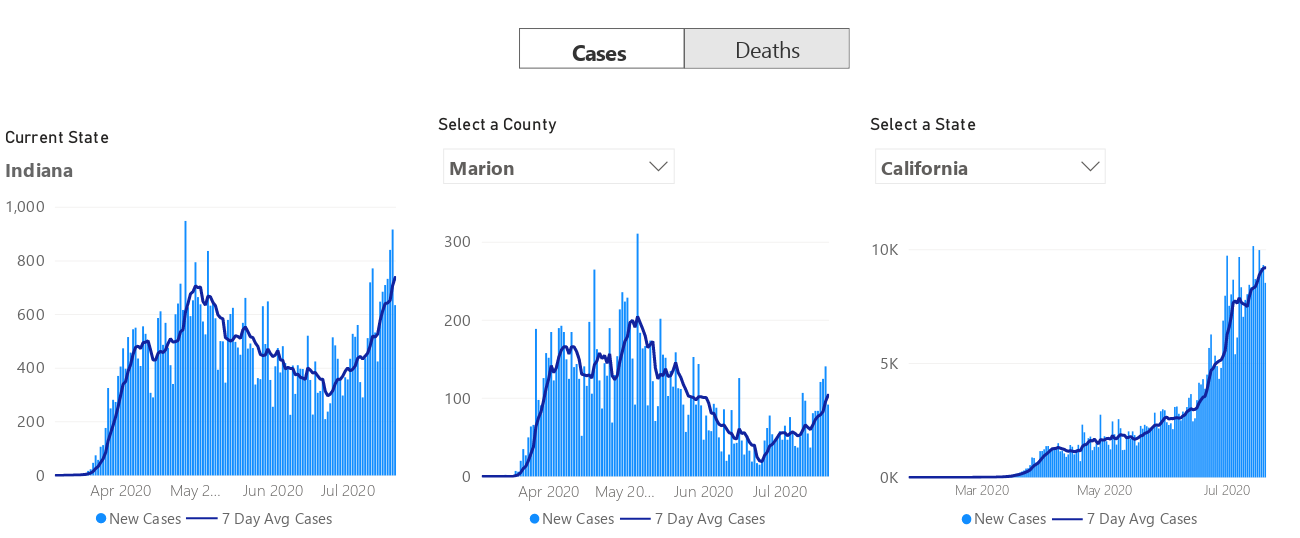 Cases Deaths
Current State
Indiana
1,000
800
600
400
200
0
Apr 2020 May 2... Jun 2020 Jul 2020
New Cases 7 Day Avg Cases
Select a County
Marion
300
200
100
0
Apr 2020 May 20... Jun 2020 Jul 2020
New Cases 7 Day Avg Cases
Select a State
California
10K
5K
0K
Mar 2020 May 2020 Jul 2020
New Cases 7 Day Avg Cases